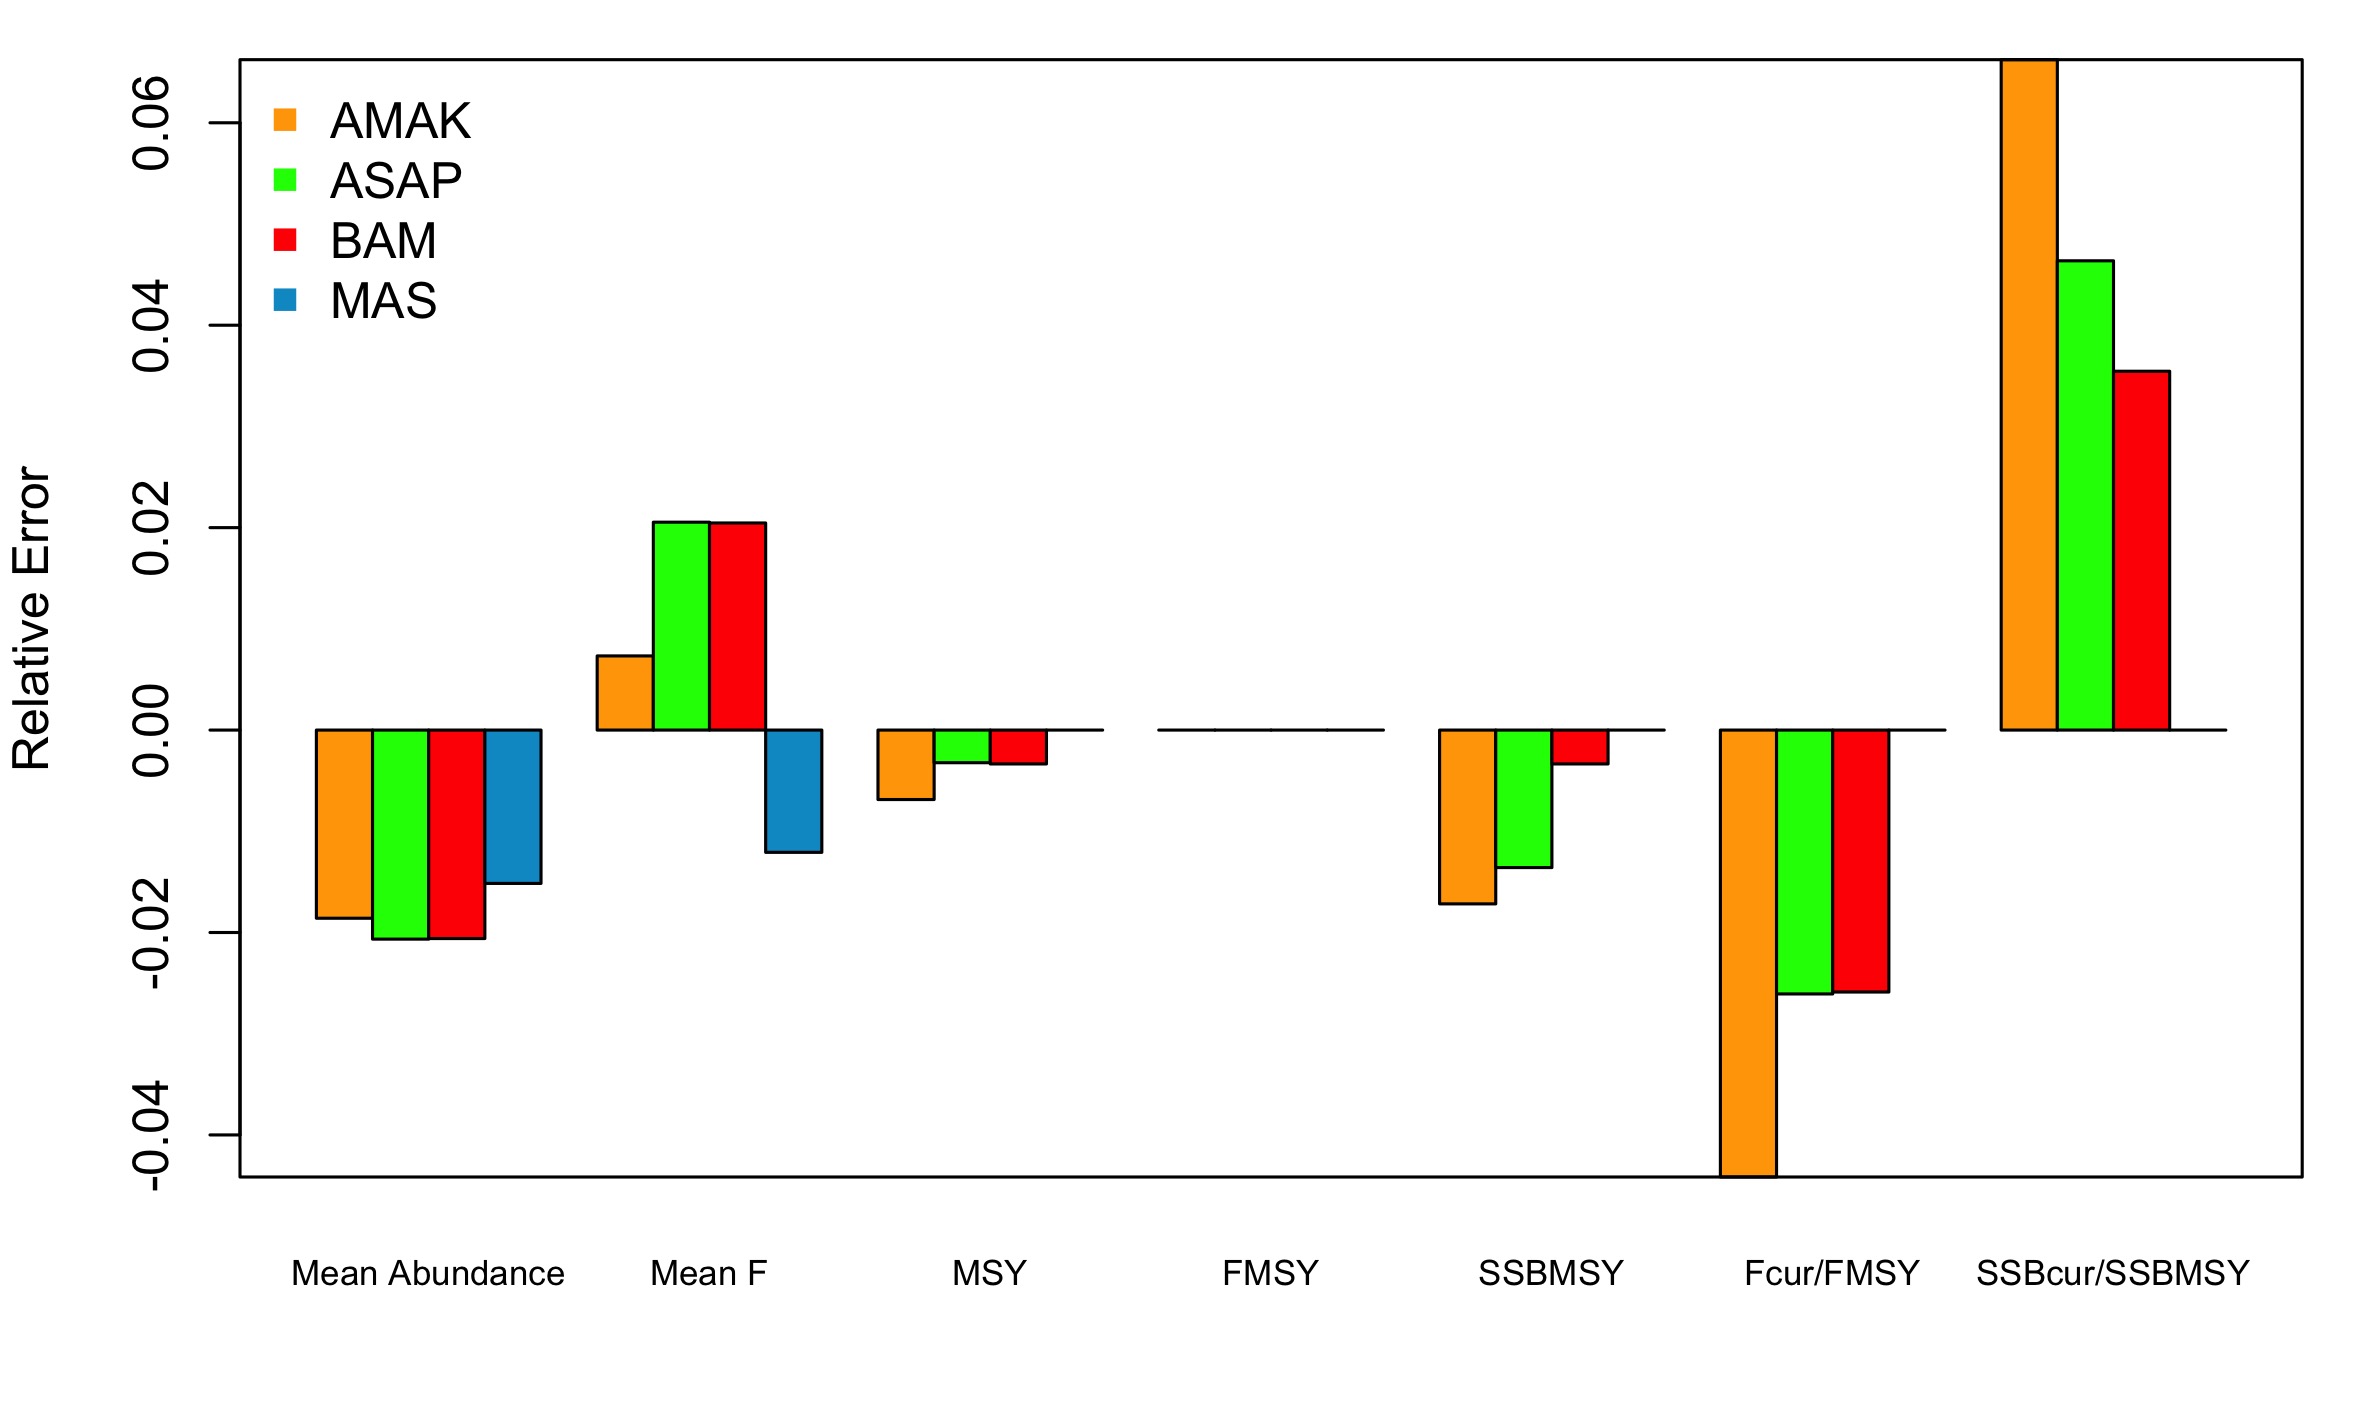 Relative Error
0.06
0.04
0.02
0.00
-0.02
-0.04
AMAK
ASAP
BAM
MAS
Mean Abundance Mean F MSY FMSY SSBMSY Fcur/FMSY SSBcur/SSBMSY